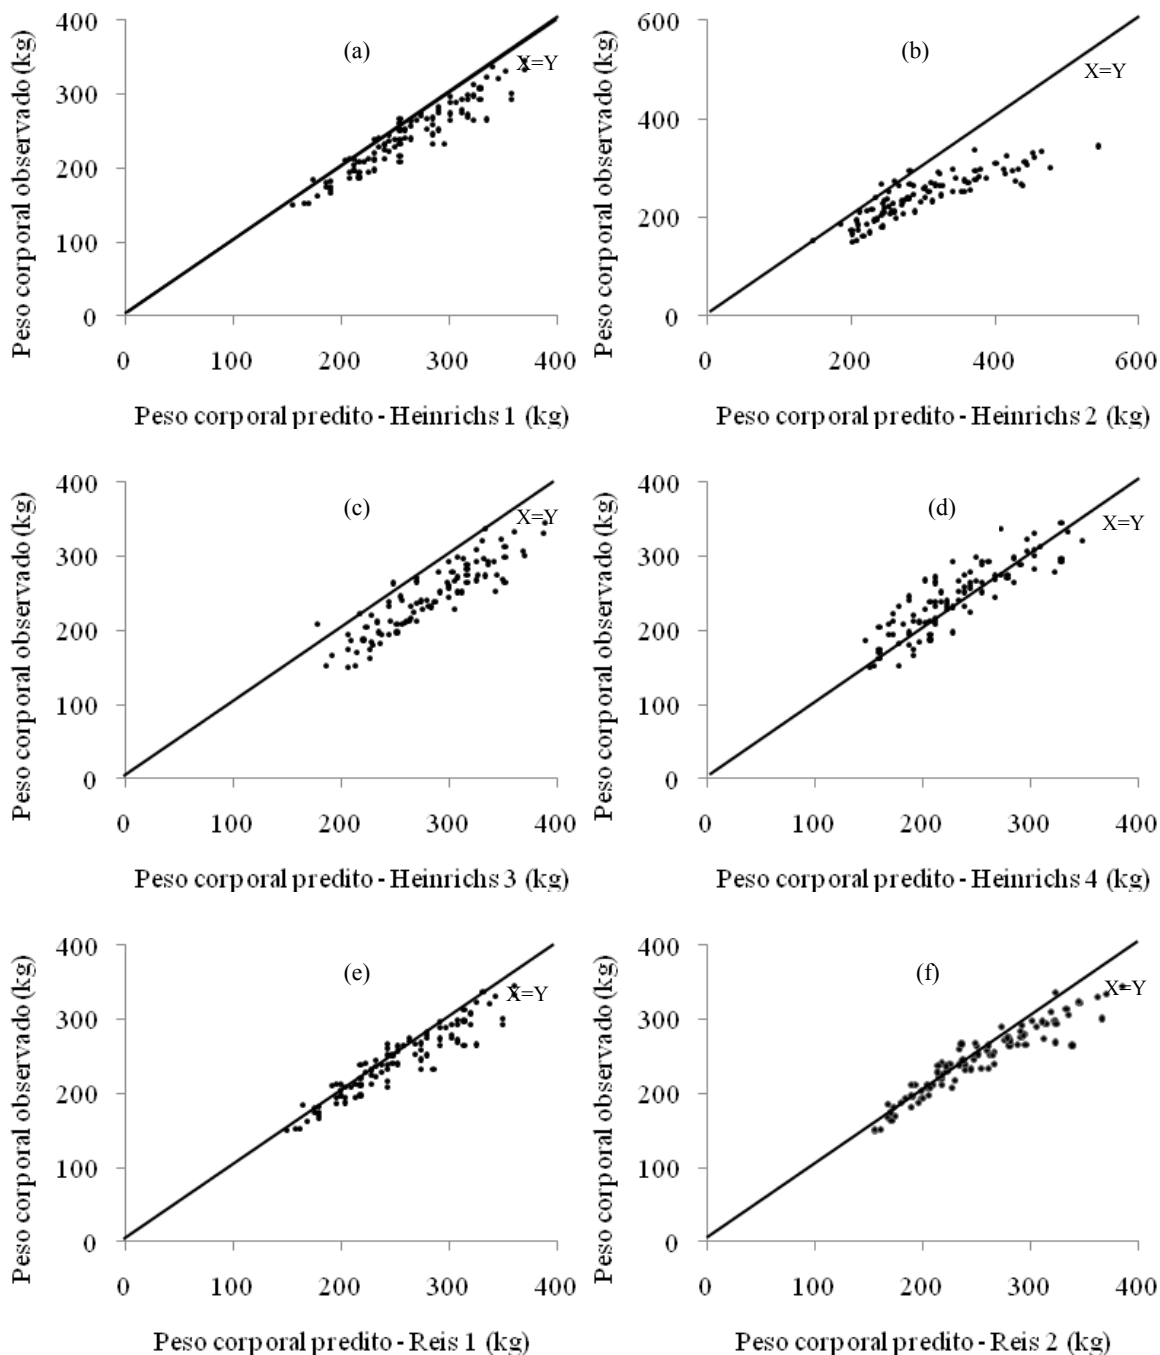 400
300
200
100
0
Peso corporal observado (kg)
(a)
X=Y
0 100 200 300 400
Peso corporal predito - Heinrichs 1 (kg)
600
400
200
0
Peso corporal observado (kg)
(b)
X=Y
0 200 400 600
Peso corporal predito - Heinrichs 2 (kg)
400
300
200
100
0
Peso corporal observado (kg)
(c)
X=Y
0 100 200 300 400
Peso corporal predito - Heinrichs 3 (kg)
400
300
200
100
0
Peso corporal observado (kg)
(d)
X=Y
0 100 200 300 400
Peso corporal predito - Heinrichs 4 (kg)
400
300
200
100
0
Peso corporal observado (kg)
(e)
X=Y
0 100 200 300 400
Peso corporal predito - Reis 1 (kg)
400
300
200
100
0
Peso corporal observado (kg)
(f)
X=Y
0 100 200 300 400
Peso corporal predito - Reis 2 (kg)